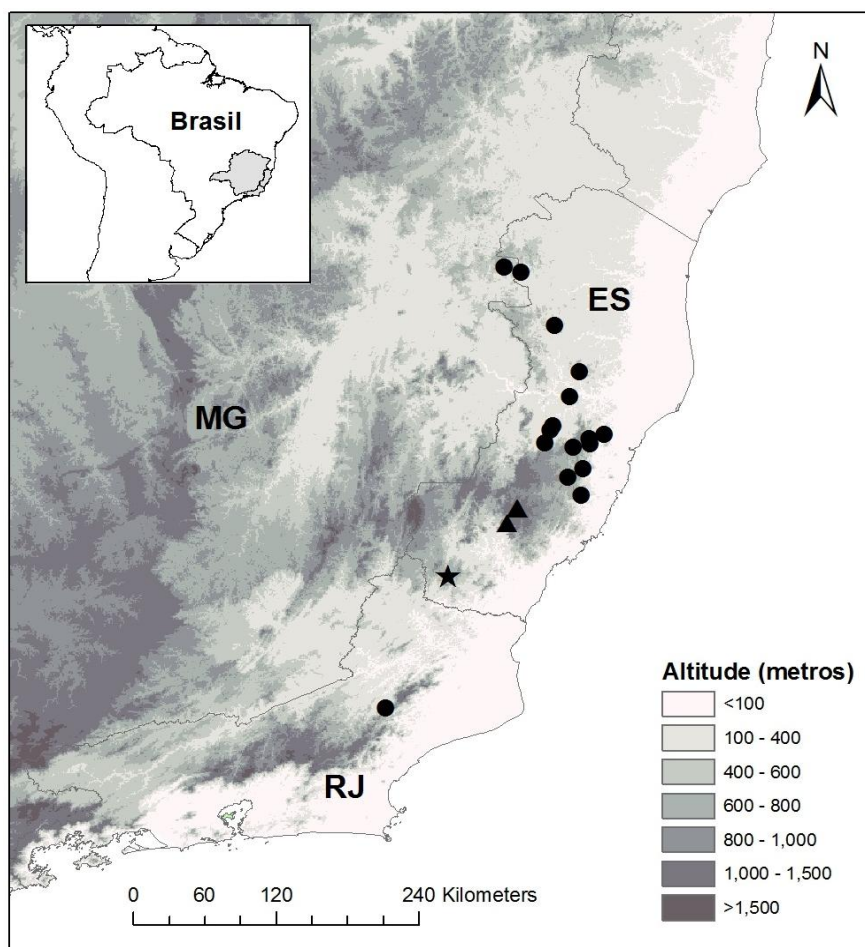 Brasil
N
ES
MG
RJ
Altitude (metros)
<100
100 - 400
400 - 600
600 - 800
800 - 1,000
1,000 - 1,500
>1,500
0 60 120 240 Kilometers